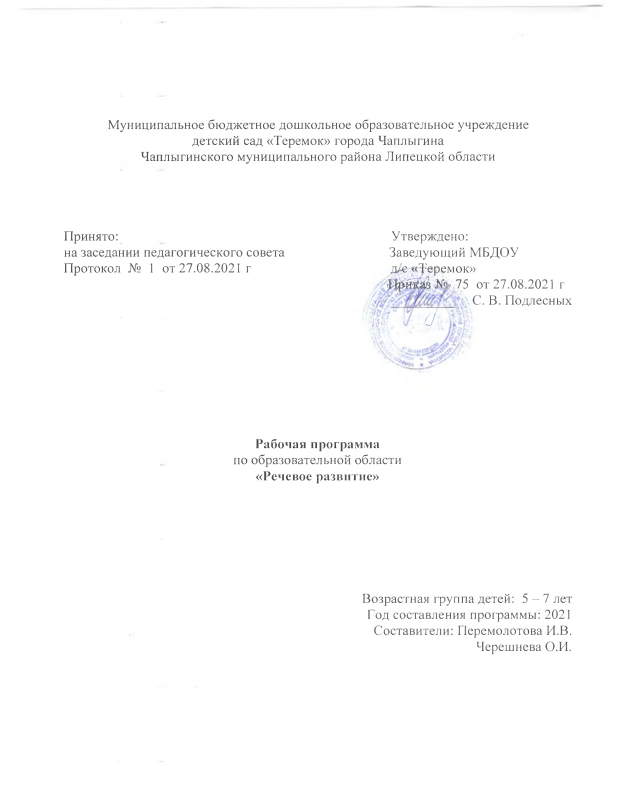 Муниципальное бюджетное дошкольное образовательное учреждение
детский сад «Теремок» города Чаплыгина
Чаплыгинского муниципального района Липецкой области
Принято:
на заседании педагогического совета
Протокол № 1 от 27.08.2021 г
Утверждено:
Заведующий МБДОУ
д/с «Теремок»
Приказ № 75 от 27.08.2021 г
С. В. Подлесных
Рабочая программа
по образовательной области
«Речевое развитие»
Возрастная группа детей: 5 – 7 лет
Год составления программы: 2021
Составители: Перемолотова И.В.
Черешнева О.И.